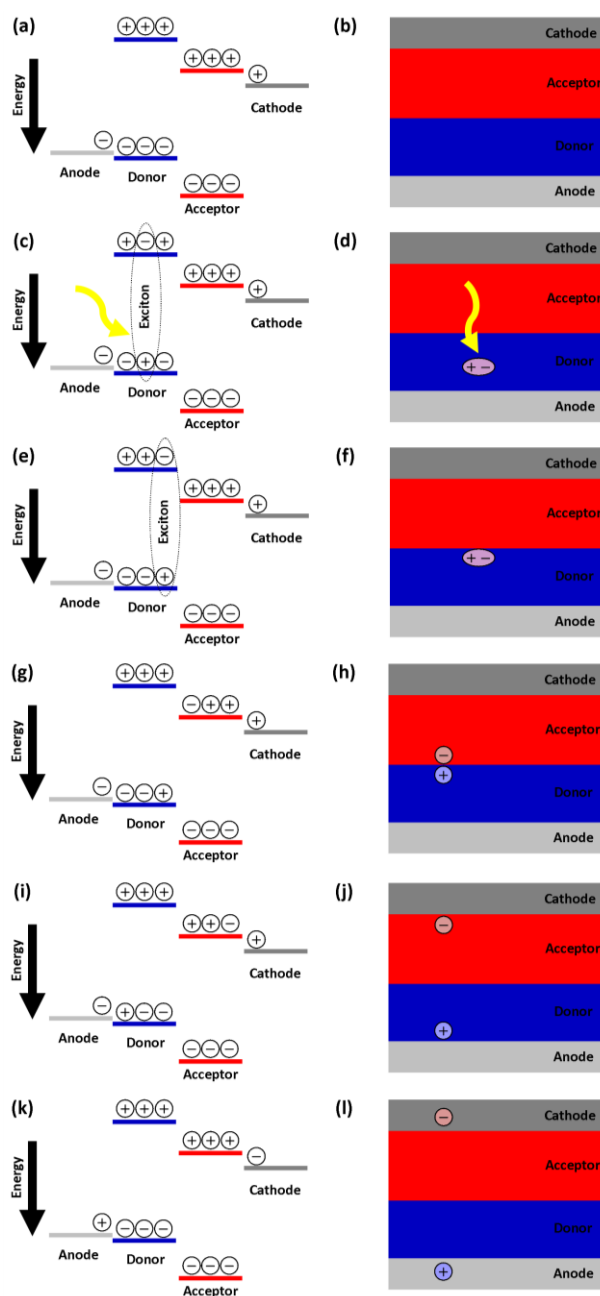 (a)
Energy
+ + +
+ + +
+
Cathode
− − − −
Anode
Donor
− − −
Acceptor
(b)
Cathode
Acceptor
Donor
Anode
(c)
Energy
+ − +
Exciton
+ + +
+
Cathode
− − + −
Anode
Donor
− − −
Acceptor
(d)
Cathode
Acceptor
+ −
Donor
Anode
(e)
Energy
+ + −
Exciton
+ + +
+
Cathode
− − − +
Anode
Donor
− − −
Acceptor
(f)
Cathode
Acceptor
+ −
Donor
Anode
(g)
Energy
+ + +
− + +
+
Cathode
− − − +
Anode
Donor
− − −
Acceptor
(h)
Cathode
Acceptor
−
+
Donor
Anode
(i)
Energy
+ + +
+ + −
+
Cathode
− + − −
Anode
Donor
− − −
Acceptor
(j)
Cathode
−
Acceptor
Donor
+
Anode
(k)
Energy
+ + +
+ + +
−
Cathode
+ − − −
Anode
Donor
− − −
Acceptor
(l)
− Cathode
Acceptor
Donor
+ Anode